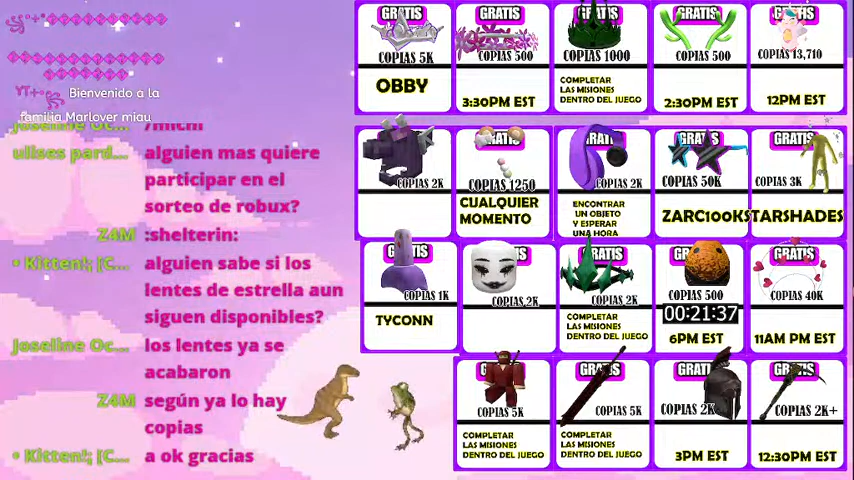 YT
Bienvenido a la
familia Marlover miau
Joseline Oc...
/michi
ulises pard...
alguien mas quiere
participar en el
sorteo de robux?
Z4M
:shelterin:
• Kitten!; [C...
alguien sabe si los
lentes de estrella aun
siguen disponibles?
Joseline Oc...
los lentes ya se
acabaron
Z4M
según ya lo hay
copias
• Kitten!; [C...
a ok gracias
GRATIS
COPIAS 5K
OBBY
GRATIS
COPIAS 500
3:30PM EST
GRATIS
COPIAS 1000
COMPLETAR
LAS MISIONES
DENTRO DEL JUEGO
GRATIS
COPIAS 500
2:30PM EST
GRATIS
COPIAS 13,710
12PM EST
COPIAS 2K
GRATIS
COPIAS 1250
CUALQUIER
MOMENTO
GRATIS
COPIAS 2K
ENCONTRAR
UN OBJETO
Y ESPERAR
UNA HORA
GRATIS
COPIAS 50K
ZARC100K
GRATIS
COPIAS 3K
STARSHADES
GRATIS
COPIAS 1K
TYCONN
COPIAS 2K
GRATIS
COPIAS 2K
COMPLETAR
LAS MISIONES
DENTRO DEL JUEGO
GRATIS
COPIAS 500
00:21:37
6PM EST
GRATIS
COPIAS 40K
11AM PM EST
GRATIS
COPIAS 5K
COMPLETAR
LAS MISIONES
DENTRO DEL JUEGO
GRATIS
COPIAS 5K
COMPLETAR
LAS MISIONES
DENTRO DEL JUEGO
GRATIS
COPIAS 2K
3PM EST
GRATIS
COPIAS 2K+
12:30PM EST